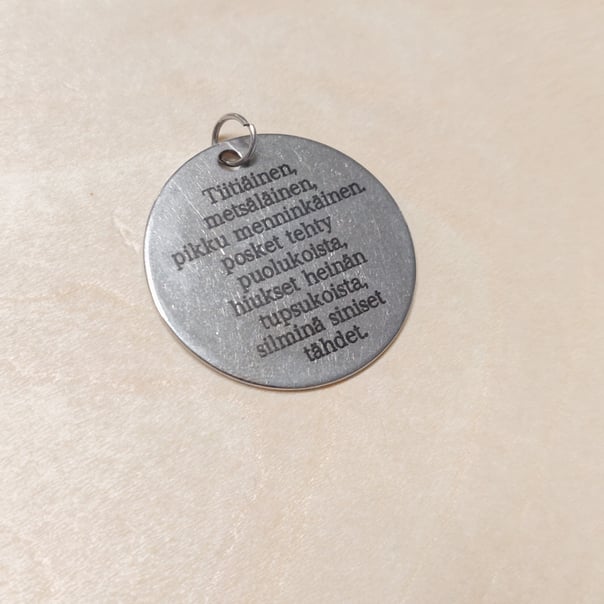 Tiitiäinen,
metsäläinen,
pikku menninkäinen.
posket tehty
puolukoista,
hiukset heinän
tupsukoista,
silminä siniset
tähdet.